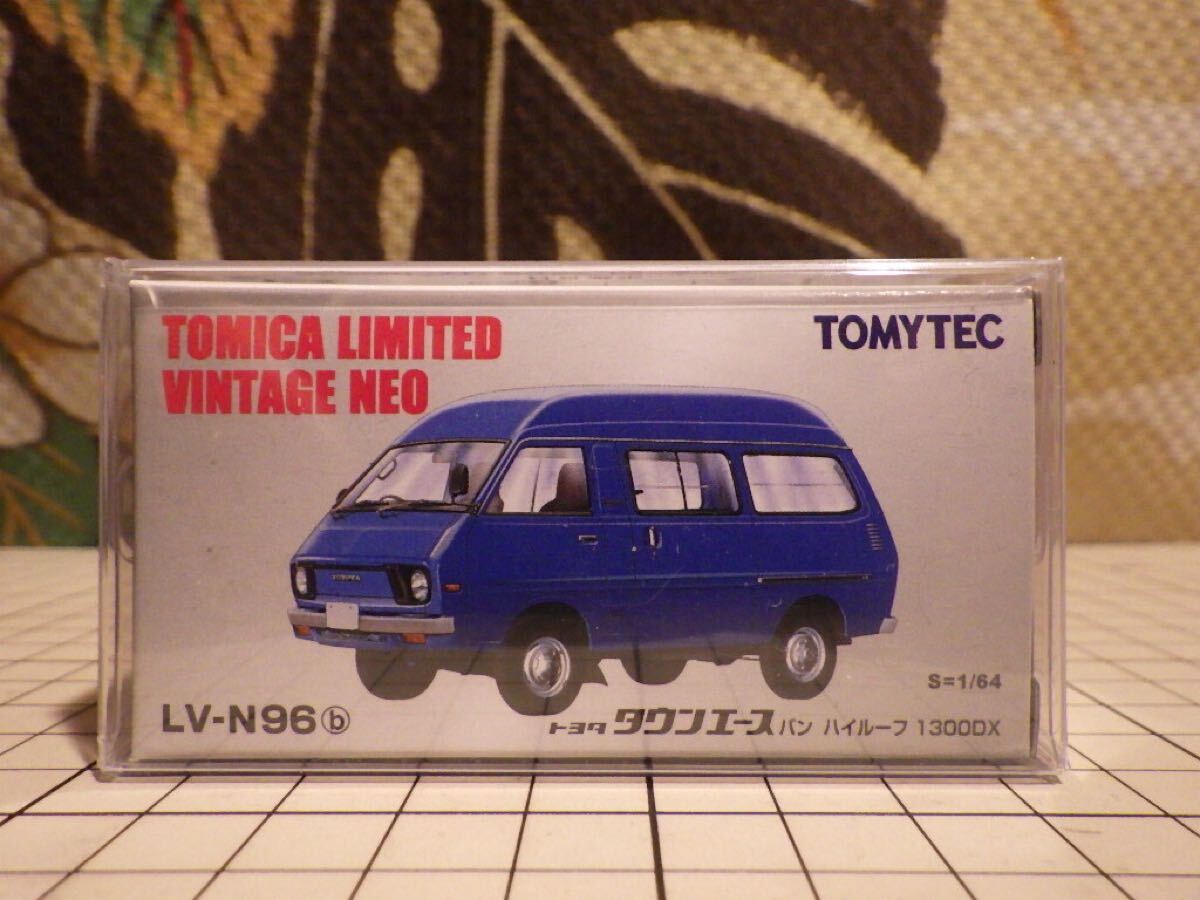 TOMICA LIMITED
VINTAGE NEO
TOMYTEC
S=1/64
LV-N96 ⓑ
トヨタ タウンエース バン ハイルーフ 1300DX